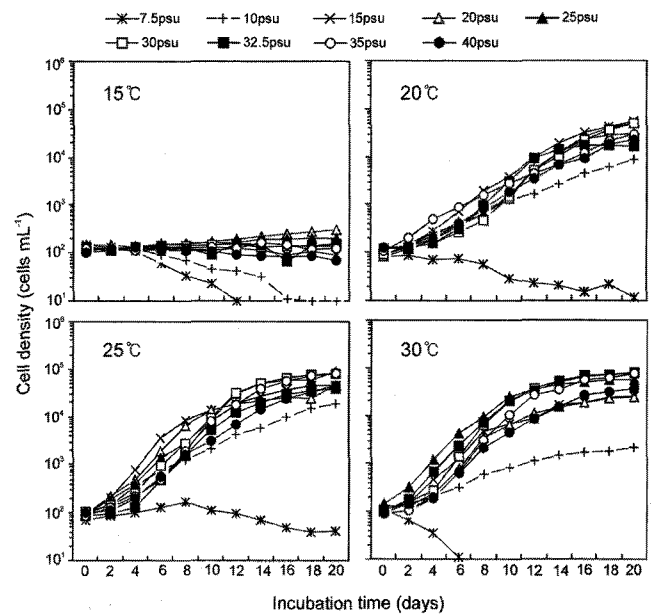 7.5psu 10psu 15psu 20psu 25psu
30psu 32.5psu 35psu 40psu
15℃ 20℃
10⁶
10⁵
10⁴
10³
10²
10¹
25℃ 30℃
10⁶
10⁵
10⁴
10³
10²
10¹
0 2 4 6 8 10 12 14 16 18 20 0 2 4 6 8 10 12 14 16 18 20
Cell density (cells mL⁻¹)
Incubation time (days)